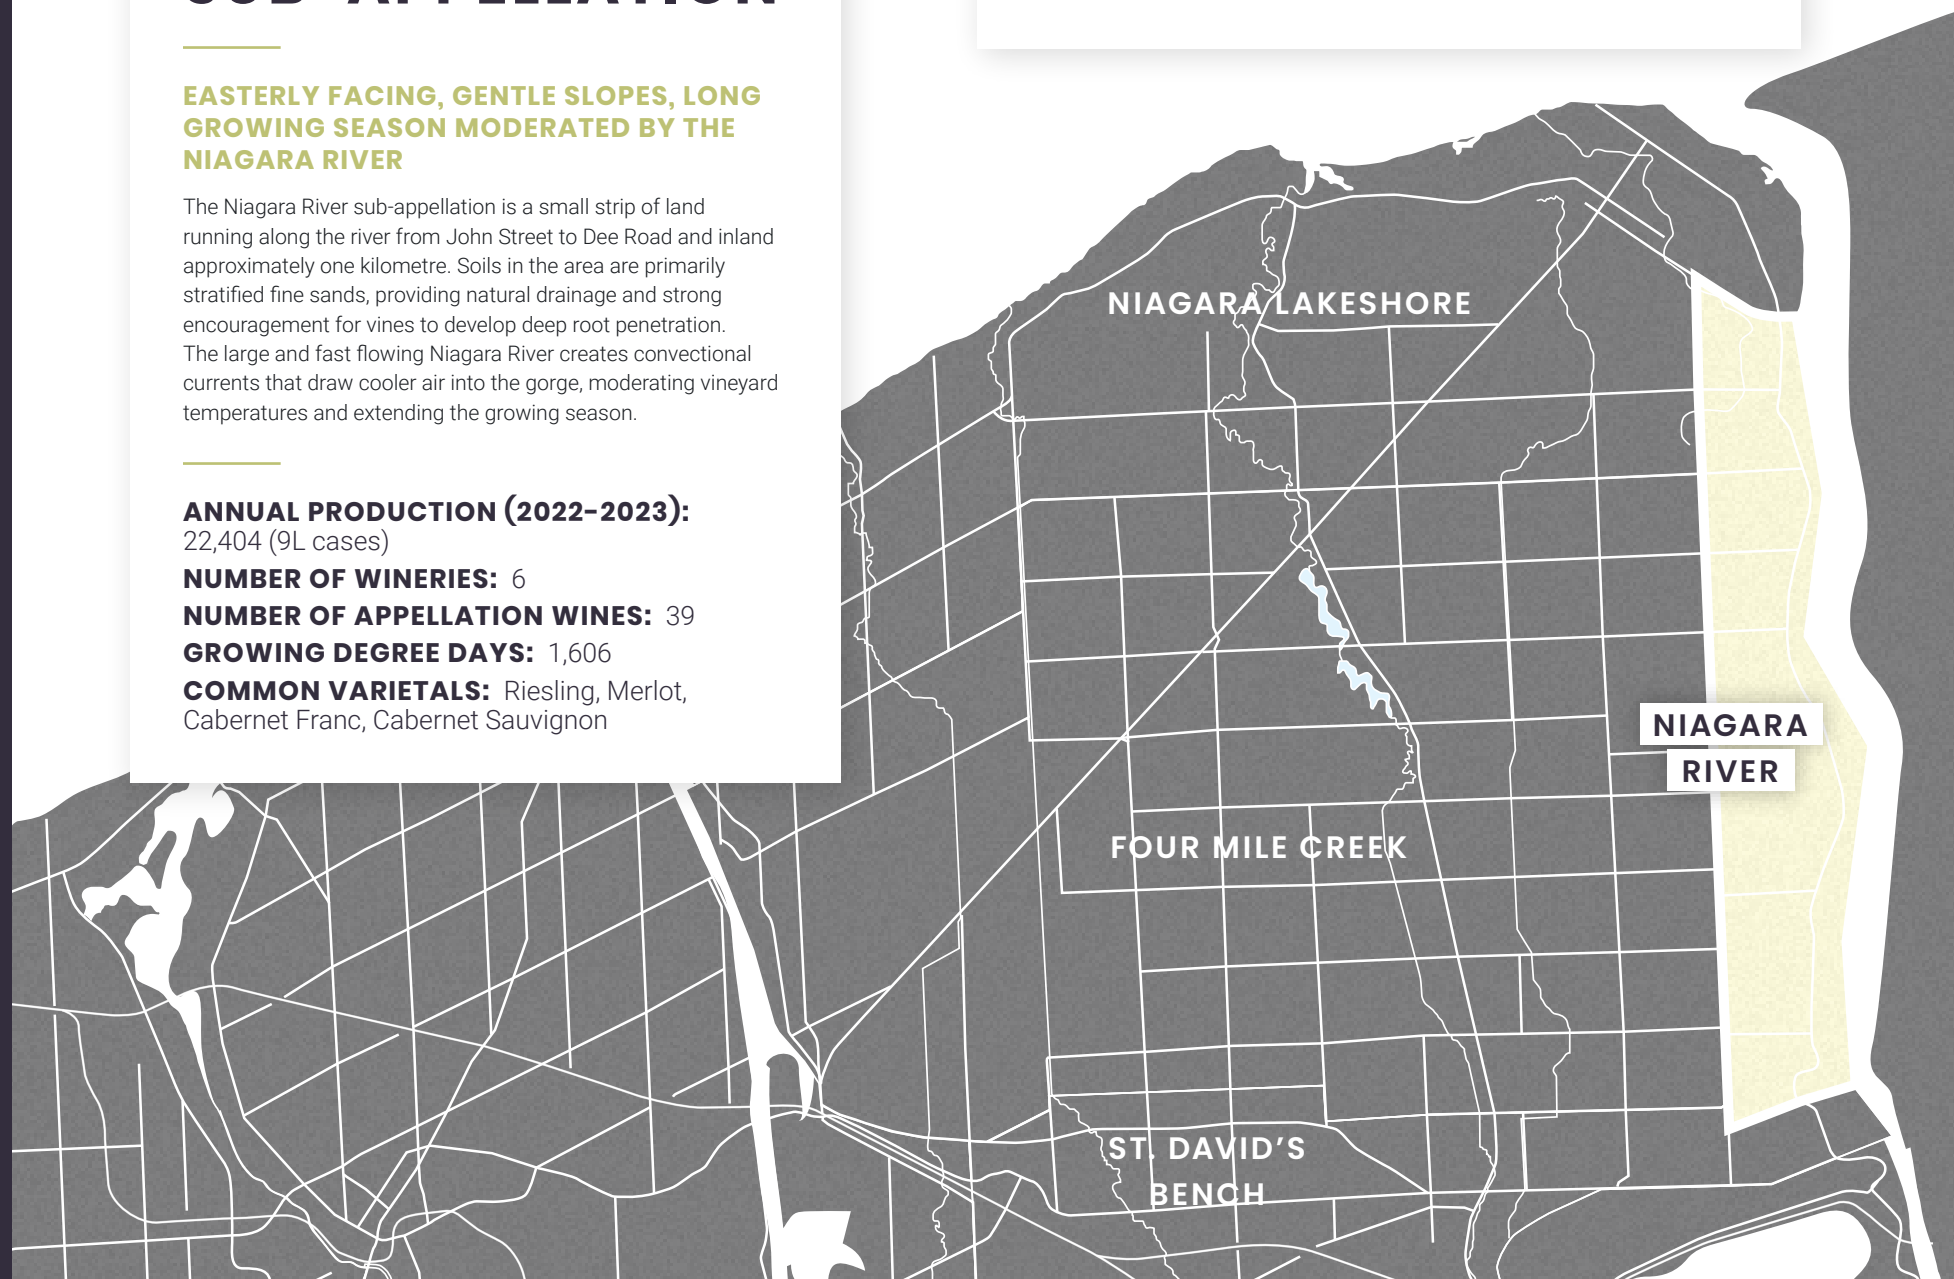 SUB-APPELLATION
EASTERLY FACING, GENTLE SLOPES, LONG
GROWING SEASON MODERATED BY THE
NIAGARA RIVER
The Niagara River sub-appellation is a small strip of land
running along the river from John Street to Dee Road and inland
approximately one kilometre. Soils in the area are primarily
stratified fine sands, providing natural drainage and strong
encouragement for vines to develop deep root penetration.
The large and fast flowing Niagara River creates convectional
currents that draw cooler air into the gorge, moderating vineyard
temperatures and extending the growing season.
ANNUAL PRODUCTION (2022–2023):
22,404 (9L cases)
NUMBER OF WINERIES: 6
NUMBER OF APPELLATION WINES: 39
GROWING DEGREE DAYS: 1,606
COMMON VARIETALS: Riesling, Merlot,
Cabernet Franc, Cabernet Sauvignon
NIAGARA LAKESHORE
NIAGARA
RIVER
FOUR MILE CREEK
ST. DAVID’S
BENCH